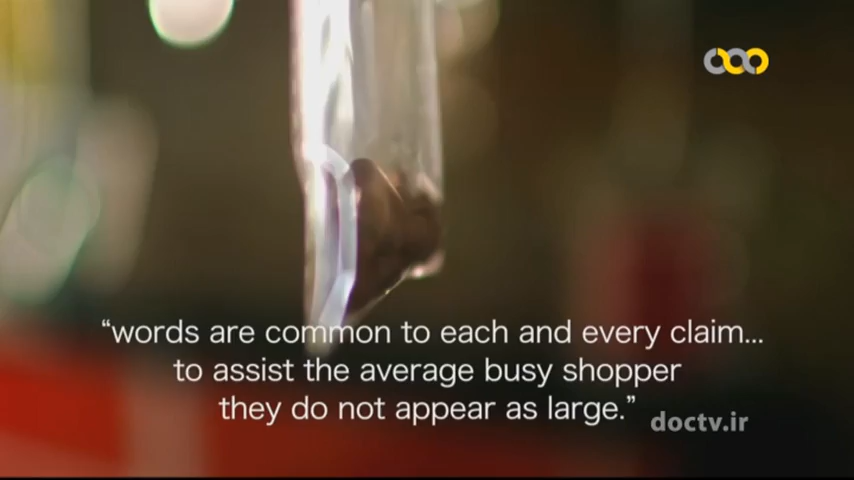 “words are common to each and every claim...
to assist the average busy shopper
they do not appear as large.”
doctv.ir